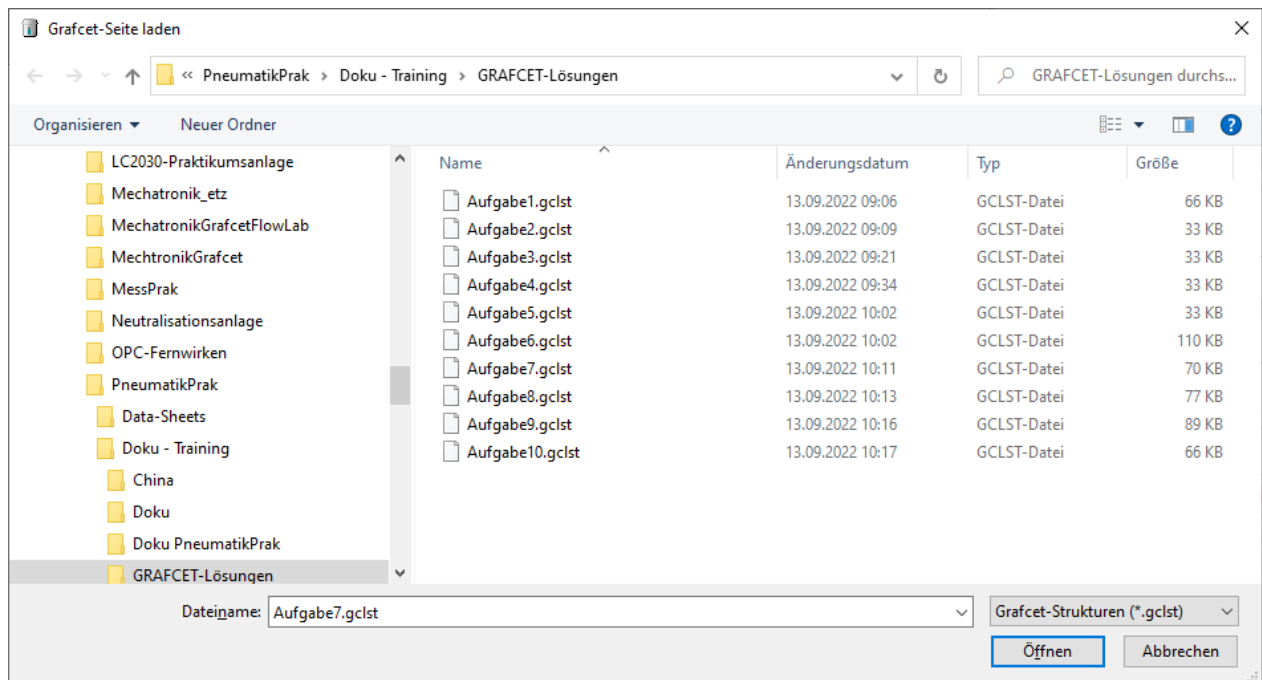 Grafcet-Seite laden
« PneumatikPrak › Doku - Training › GRAFCET-Lösungen
GRAFCET-Lösungen durchs...
Organisieren
Neuer Ordner
LC2030-Praktikumsanlage
Mechatronik_etz
MechatronikGrafcetFlowLab
MechtronikGrafcet
MessPrak
Neutralisationsanlage
OPC-Fernwirken
PneumatikPrak
Data-Sheets
Doku - Training
China
Doku
Doku PneumatikPrak
GRAFCET-Lösungen
Name Änderungsdatum Typ Größe
Aufgabe1.gclst 13.09.2022 09:06 GCLST-Datei 66 KB
Aufgabe2.gclst 13.09.2022 09:09 GCLST-Datei 33 KB
Aufgabe3.gclst 13.09.2022 09:21 GCLST-Datei 33 KB
Aufgabe4.gclst 13.09.2022 09:34 GCLST-Datei 33 KB
Aufgabe5.gclst 13.09.2022 10:02 GCLST-Datei 33 KB
Aufgabe6.gclst 13.09.2022 10:02 GCLST-Datei 110 KB
Aufgabe7.gclst 13.09.2022 10:11 GCLST-Datei 70 KB
Aufgabe8.gclst 13.09.2022 10:13 GCLST-Datei 77 KB
Aufgabe9.gclst 13.09.2022 10:16 GCLST-Datei 89 KB
Aufgabe10.gclst 13.09.2022 10:17 GCLST-Datei 66 KB
Dateiname: Aufgabe7.gclst
Grafcet-Strukturen (*.gclst)
Öffnen
Abbrechen